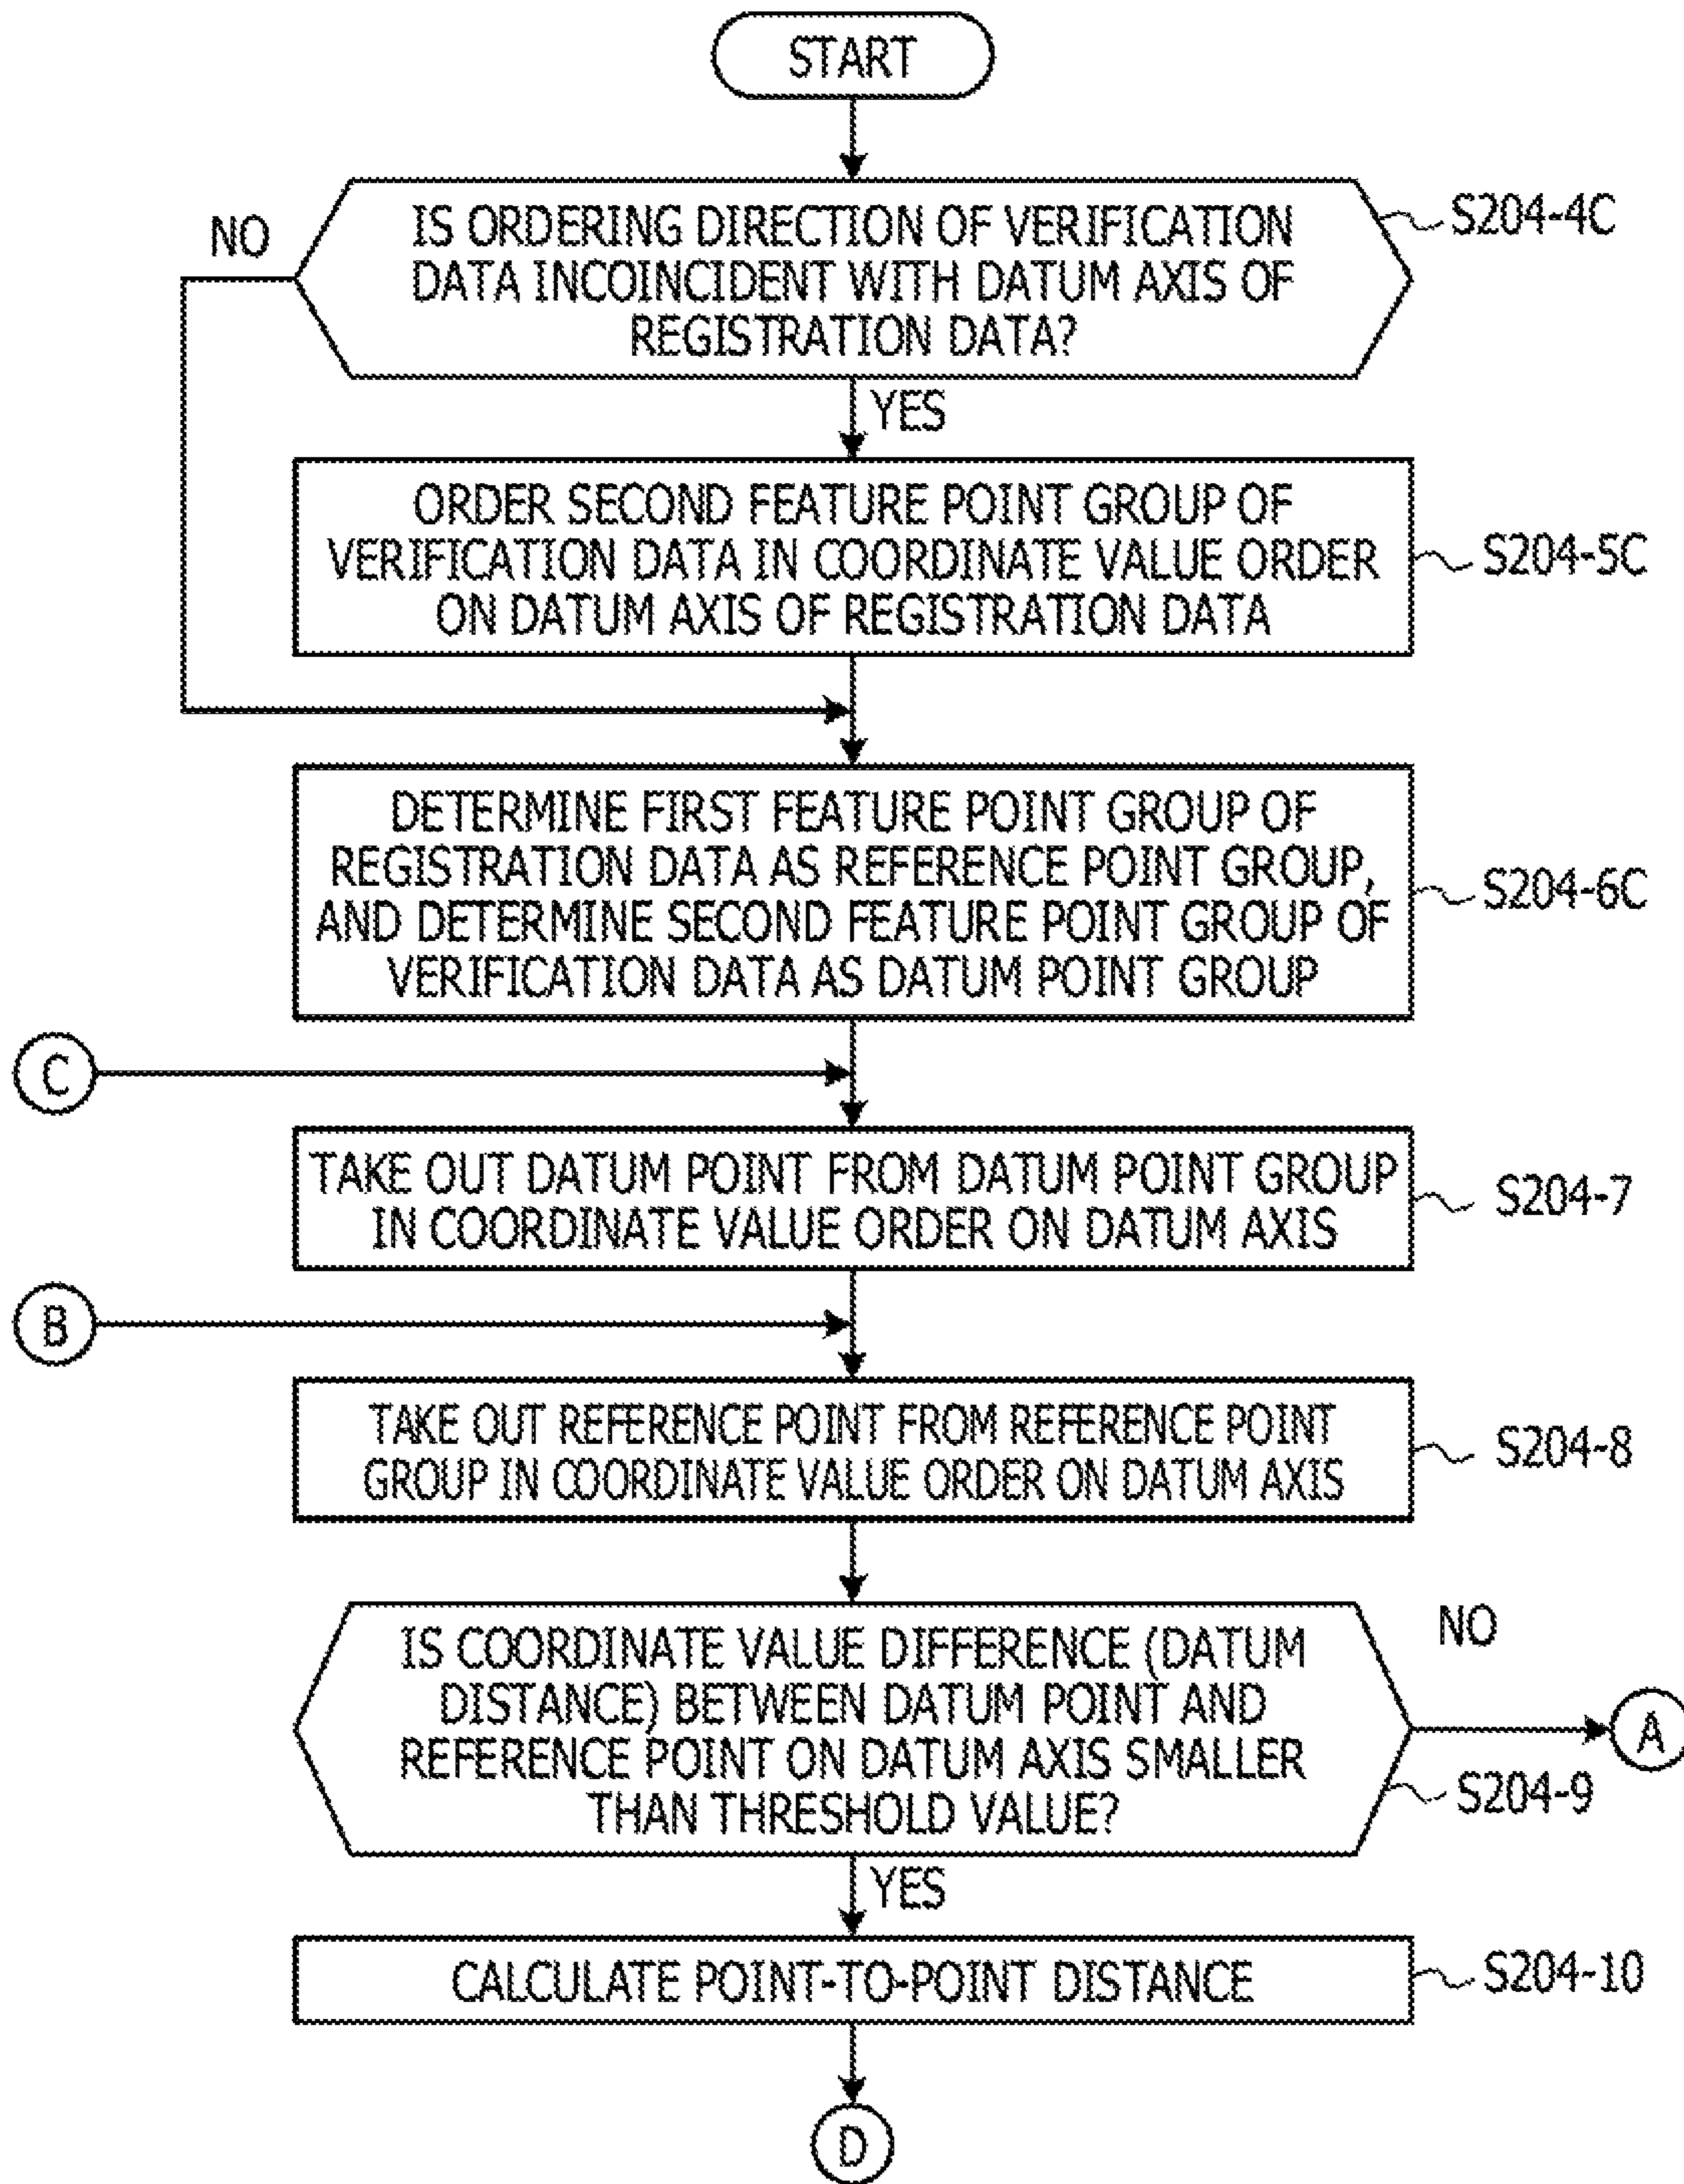 START
NO
IS ORDERING DIRECTION OF VERIFICATION
DATA INCOINCIDENT WITH DATUM AXIS OF
REGISTRATION DATA?
S204-4C
YES
ORDER SECOND FEATURE POINT GROUP OF
VERIFICATION DATA IN COORDINATE VALUE ORDER
ON DATUM AXIS OF REGISTRATION DATA
S204-5C
DETERMINE FIRST FEATURE POINT GROUP OF
REGISTRATION DATA AS REFERENCE POINT GROUP,
AND DETERMINE SECOND FEATURE POINT GROUP OF
VERIFICATION DATA AS DATUM POINT GROUP
S204-6C
C
TAKE OUT DATUM POINT FROM DATUM POINT GROUP
IN COORDINATE VALUE ORDER ON DATUM AXIS
S204-7
B
TAKE OUT REFERENCE POINT FROM REFERENCE POINT
GROUP IN COORDINATE VALUE ORDER ON DATUM AXIS
S204-8
IS COORDINATE VALUE DIFFERENCE (DATUM
DISTANCE) BETWEEN DATUM POINT AND
REFERENCE POINT ON DATUM AXIS SMALLER
THAN THRESHOLD VALUE?
NO
A
S204-9
YES
CALCULATE POINT-TO-POINT DISTANCE
S204-10
D